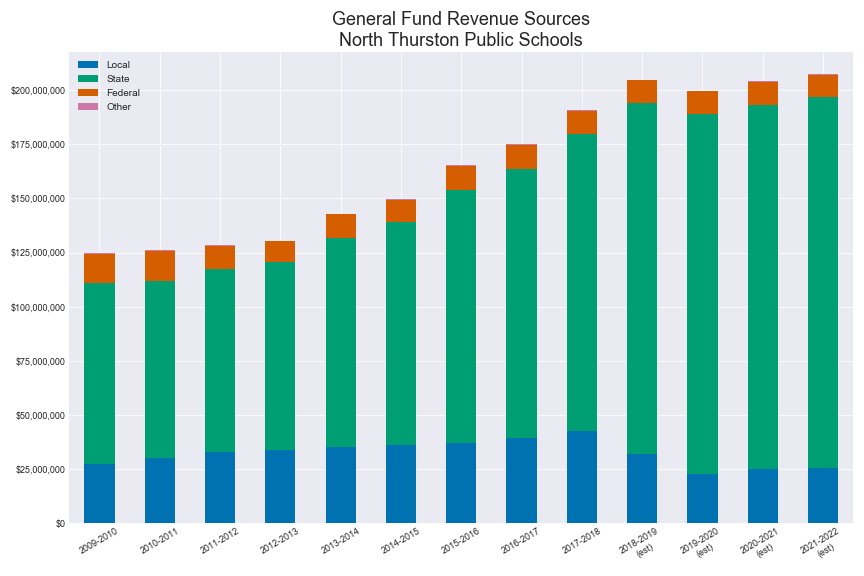 General Fund Revenue Sources
North Thurston Public Schools
Local
State
Federal
Other
$200,000,000
$175,000,000
$150,000,000
$125,000,000
$100,000,000
$75,000,000
$50,000,000
$25,000,000
$0
2009-2010
2010-2011
2011-2012
2012-2013
2013-2014
2014-2015
2015-2016
2016-2017
2017-2018
2018-2019
(est)
2019-2020
(est)
2020-2021
(est)
2021-2022
(est)